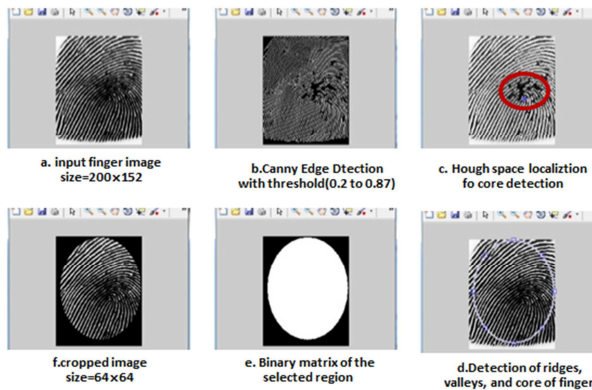 a. input finger image
size=200×152
b.Canny Edge Dtection
with threshold(0.2 to 0.87)
c. Hough space localiztion
fo core detection
f.cropped image
size=64×64
e. Binary matrix of the
selected region
d.Detection of ridges,
valleys, and core of finger